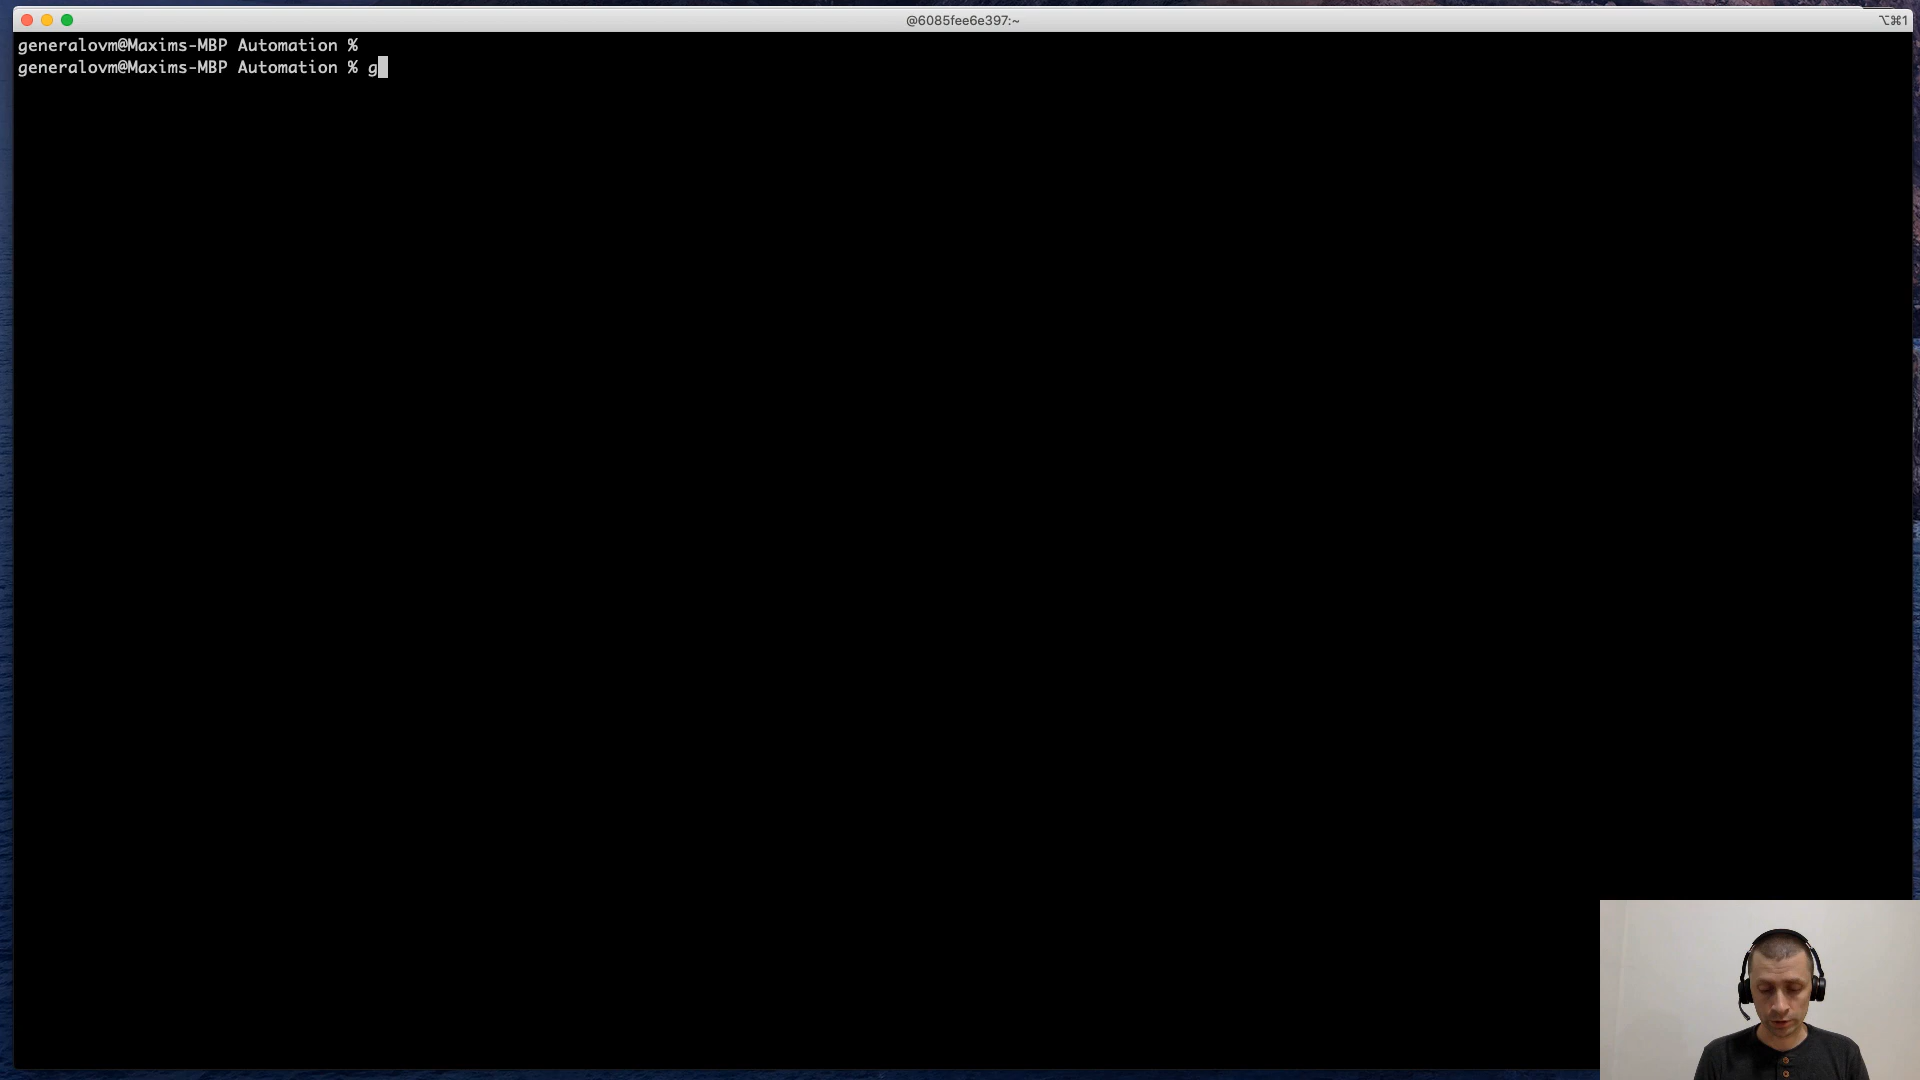 @6085fee6e397:~
⌥⌘1
generalovm@Maxims-MBP Automation %
generalovm@Maxims-MBP Automation % g